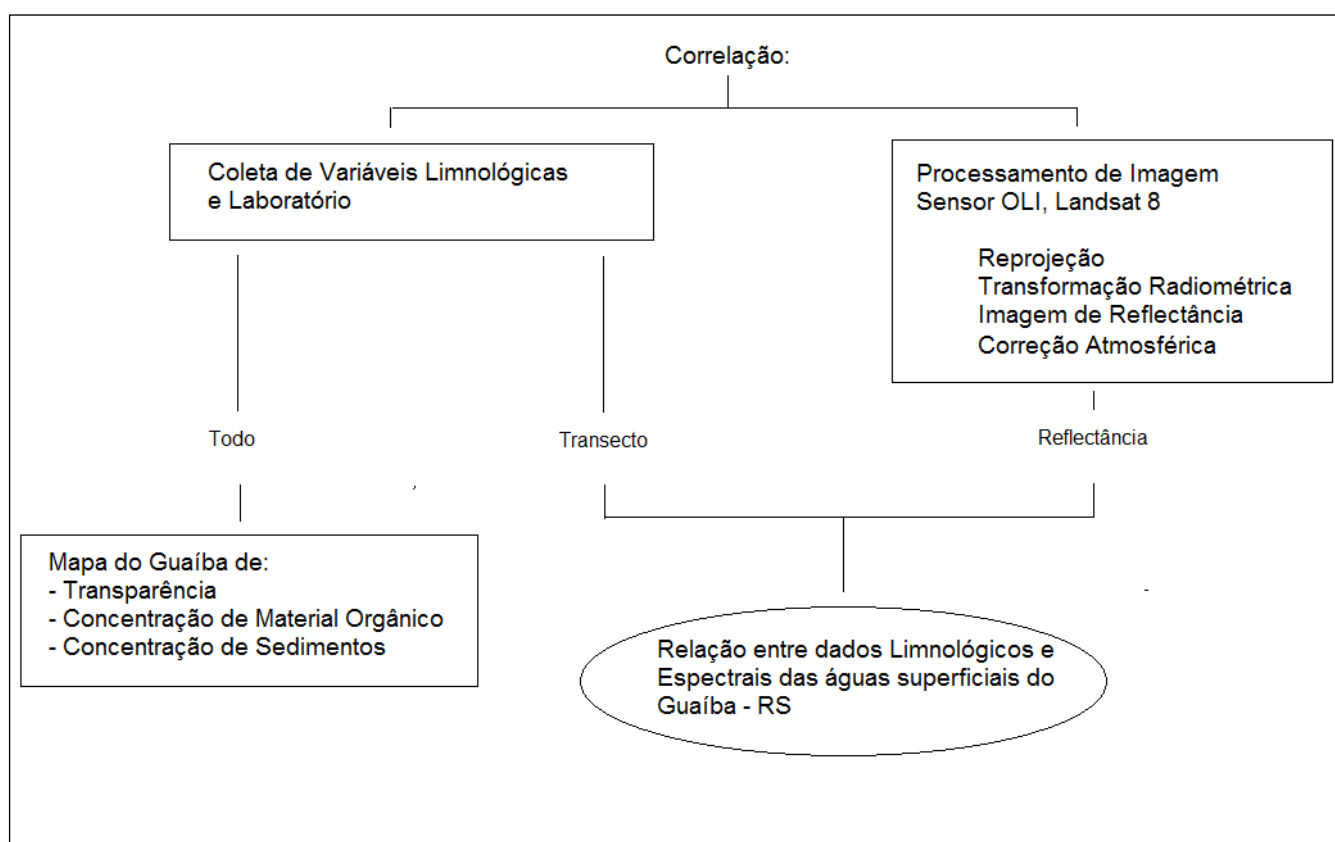 Correlação:
Coleta de Variáveis Limnológicas
e Laboratório
Processamento de Imagem
Sensor OLI, Landsat 8
Reprojeção
Transformação Radiométrica
Imagem de Reflectância
Correção Atmosférica
Todo
Transecto
Reflectância
Mapa do Guaíba de:
- Transparência
- Concentração de Material Orgânico
- Concentração de Sedimentos
Relação entre dados Limnológicos e
Espectrais das águas superficiais do
Guaíba - RS